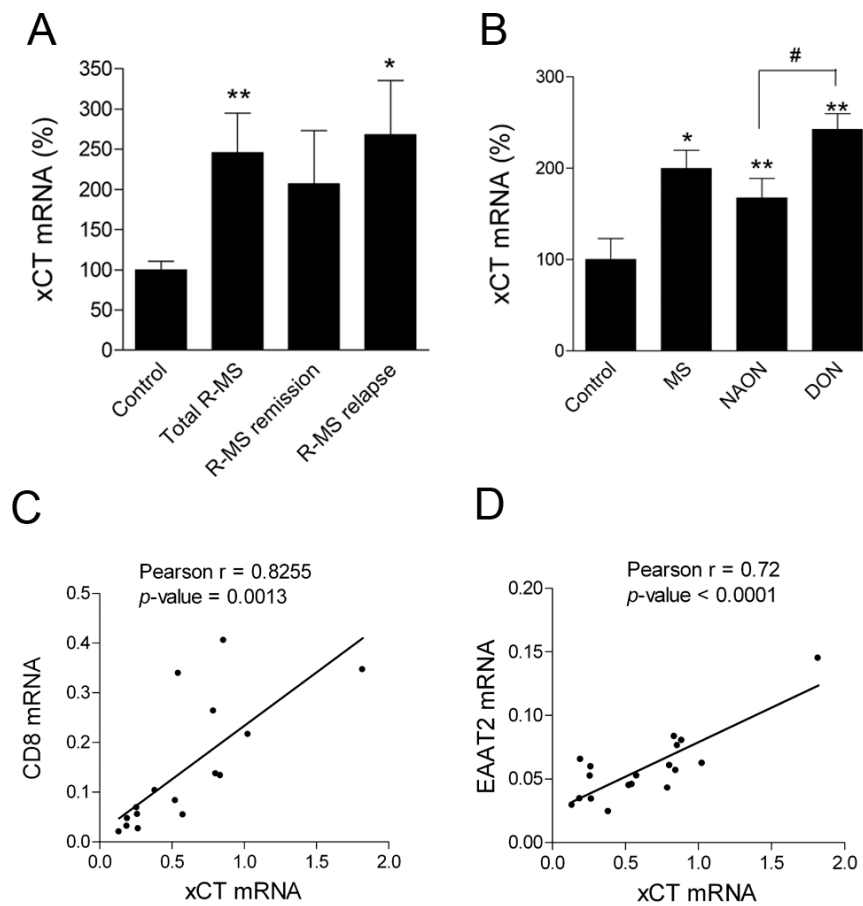 A
xCT mRNA (%)
350
300
250
200
150
100
50
0
**
*
Control
Total R-MS
R-MS remission
R-MS relapse
B
xCT mRNA (%)
300
200
100
0
*
**
**
#
Control
MS
NAON
DON
C
Pearson r = 0.8255
p-value = 0.0013
CD8 mRNA
0.5
0.4
0.3
0.2
0.1
0.0
0.0 0.5 1.0 1.5 2.0
xCT mRNA
D
Pearson r = 0.72
p-value < 0.0001
EAAT2 mRNA
0.20
0.15
0.10
0.05
0.00
0.0 0.5 1.0 1.5 2.0
xCT mRNA